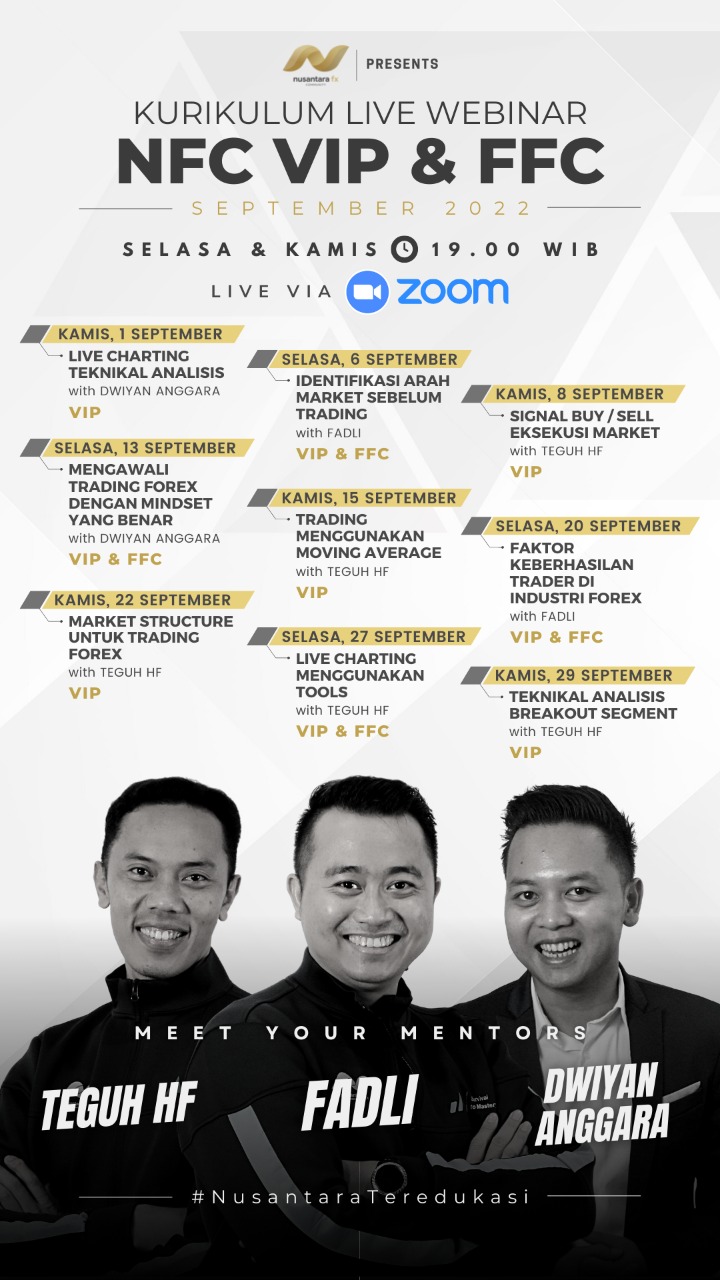 nusantara fx
COMMUNITY
PRESENTS
KURIKULUM LIVE WEBINAR
NFC VIP & FFC
SEPTEMBER 2022
SELASA & KAMIS 19.00 WIB
LIVE VIA zoom
KAMIS, 1 SEPTEMBER
LIVE CHARTING
TEKNIKAL ANALISIS
with DWIYAN ANGGARA
VIP
SELASA, 6 SEPTEMBER
IDENTIFIKASI ARAH
MARKET SEBELUM
TRADING
with FADLI
VIP & FFC
KAMIS, 8 SEPTEMBER
SIGNAL BUY / SELL
EKSEKUSI MARKET
with TEGUH HF
VIP
SELASA, 13 SEPTEMBER
MENGAWALI
TRADING FOREX
DENGAN MINDSET
YANG BENAR
with DWIYAN ANGGARA
VIP & FFC
KAMIS, 15 SEPTEMBER
TRADING
MENGGUNAKAN
MOVING AVERAGE
with TEGUH HF
VIP
SELASA, 20 SEPTEMBER
FAKTOR
KEBERHASILAN
TRADER DI
INDUSTRI FOREX
with FADLI
VIP & FFC
KAMIS, 22 SEPTEMBER
MARKET STRUCTURE
UNTUK TRADING
FOREX
with TEGUH HF
VIP
SELASA, 27 SEPTEMBER
LIVE CHARTING
MENGGUNAKAN
TOOLS
with TEGUH HF
VIP & FFC
KAMIS, 29 SEPTEMBER
TEKNIKAL ANALISIS
BREAKOUT SEGMENT
with TEGUH HF
VIP
MEET YOUR MENTORS
TEGUH HF
FADLI
DWIYAN
ANGGARA
#NusantaraTeredukasi